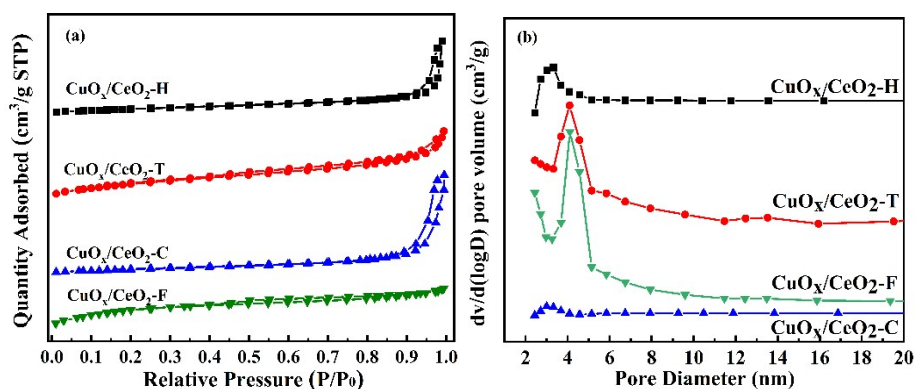 (a)
Quantity Adsorbed (cm³/g STP)
CuOₓ/CeO₂-H
CuOₓ/CeO₂-T
CuOₓ/CeO₂-C
CuOₓ/CeO₂-F
0.0 0.1 0.2 0.3 0.4 0.5 0.6 0.7 0.8 0.9 1.0
Relative Pressure (P/P₀)
(b)
dv/d(logD) pore volume (cm³/g)
CuOₓ/CeO₂-H
CuOₓ/CeO₂-T
CuOₓ/CeO₂-F
CuOₓ/CeO₂-C
2 4 6 8 10 12 14 16 18 20
Pore Diameter (nm)